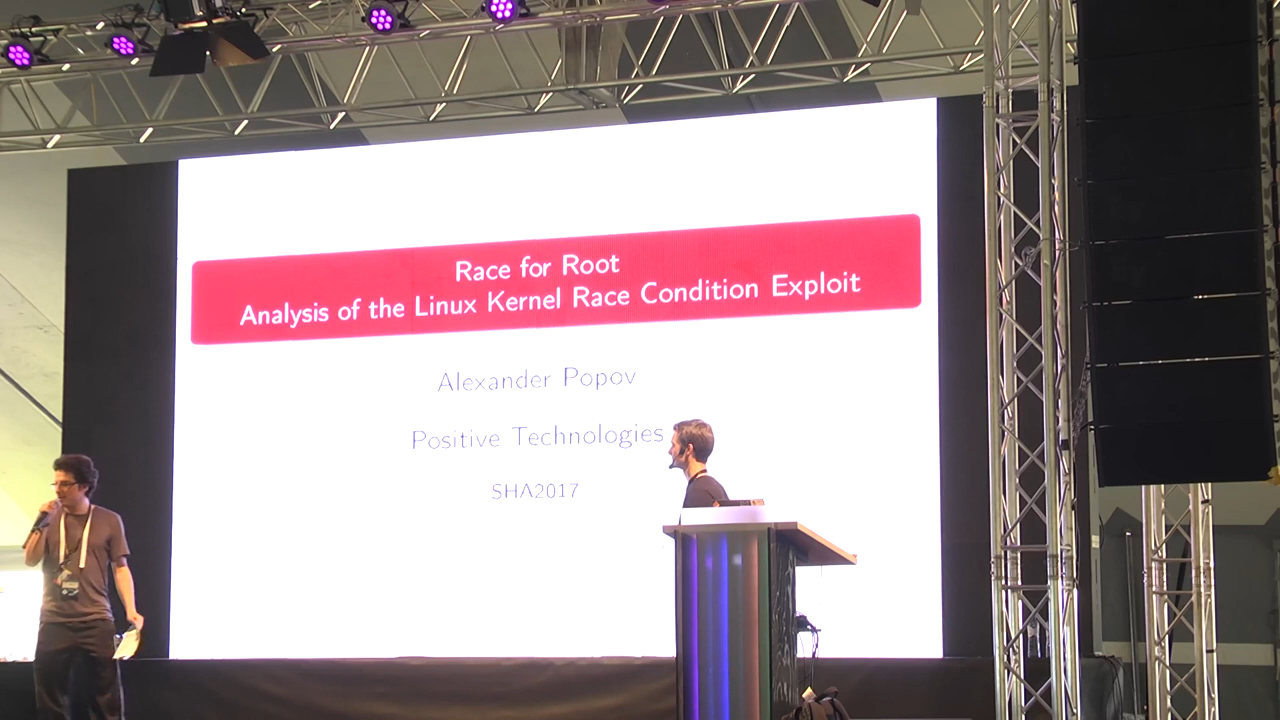 Race for Root
Analysis of the Linux Kernel Race Condition Exploit
Alexander Popov
Positive Technologies
SHA2017